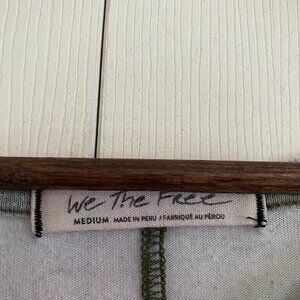 We The Free
MEDIUM MADE IN PERU / FABRIQUÉ AU PÉROU